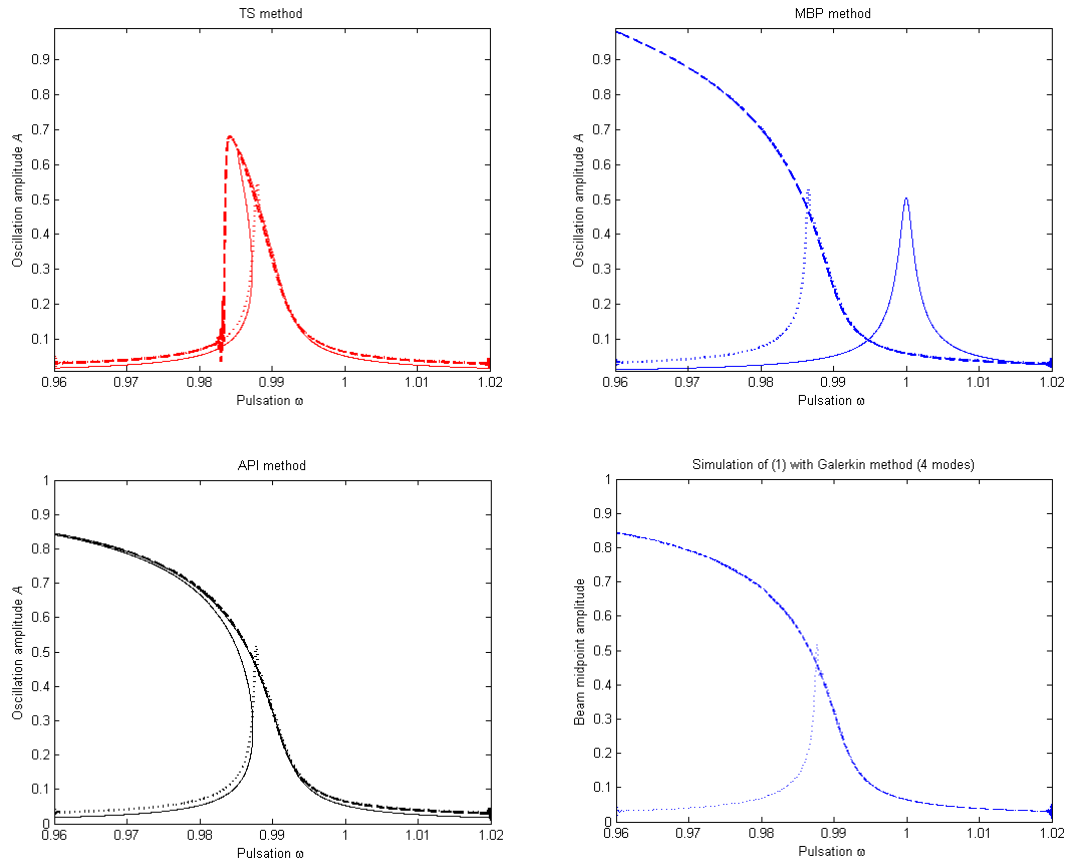 TS method
Oscillation amplitude A
0.9
0.8
0.7
0.6
0.5
0.4
0.3
0.2
0.1
0.96 0.97 0.98 0.99 1 1.01 1.02
Pulsation ω
MBP method
Oscillation amplitude A
0.9
0.8
0.7
0.6
0.5
0.4
0.3
0.2
0.1
0.96 0.97 0.98 0.99 1 1.01 1.02
Pulsation ω
API method
Oscillation amplitude A
1
0.9
0.8
0.7
0.6
0.5
0.4
0.3
0.2
0.1
0
0.96 0.97 0.98 0.99 1 1.01 1.02
Pulsation ω
Simulation of (1) with Galerkin method (4 modes)
Beam midpoint amplitude
1
0.9
0.8
0.7
0.6
0.5
0.4
0.3
0.2
0.1
0
0.96 0.97 0.98 0.99 1 1.01 1.02
Pulsation ω